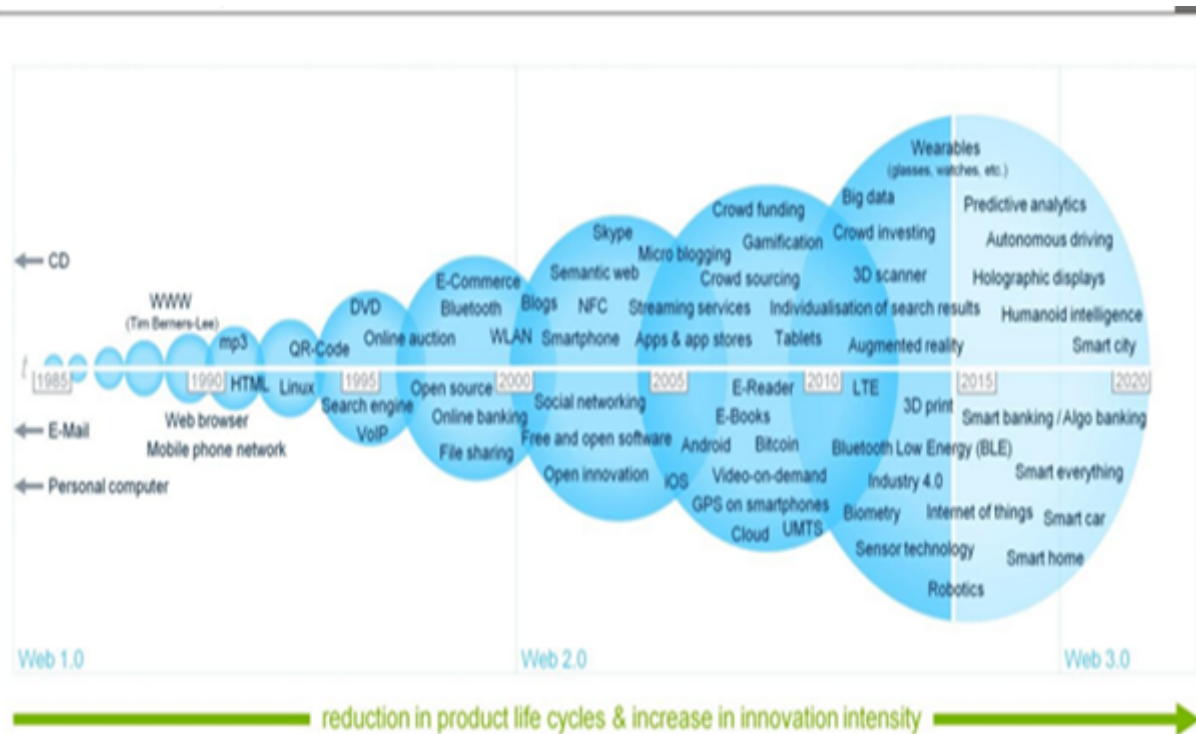 Wearables
(glasses, watches, etc.)
Big data
Predictive analytics
Crowd funding
Skype
Gamification
Crowd investing
Autonomous driving
Micro blogging
CD
Semantic web
Crowd sourcing
3D scanner
Holographic displays
E-Commerce
WWW
(Tim Berners-Lee)
DVD
Bluetooth
Blogs
NFC
Streaming services
Individualisation of search results
Humanoid intelligence
mp3
QR-Code
Online auction
WLAN
Smartphone
Apps & app stores
Tablets
Augmented reality
Smart city
t
1985
1990
1995
2000
2005
2010
2015
2020
HTML
Linux
Open source
E-Reader
LTE
Search engine
Social networking
3D print
Web browser
Online banking
E-Books
Smart banking / Algo banking
E-Mail
VoIP
Free and open software
Android
Bitcoin
Bluetooth Low Energy (BLE)
Mobile phone network
File sharing
Open innovation
iOS
Video-on-demand
Industry 4.0
Smart everything
Personal computer
GPS on smartphones
Biometry
Internet of things
Smart car
Cloud
UMTS
Sensor technology
Smart home
Robotics
Web 1.0
Web 2.0
Web 3.0
reduction in product life cycles & increase in innovation intensity